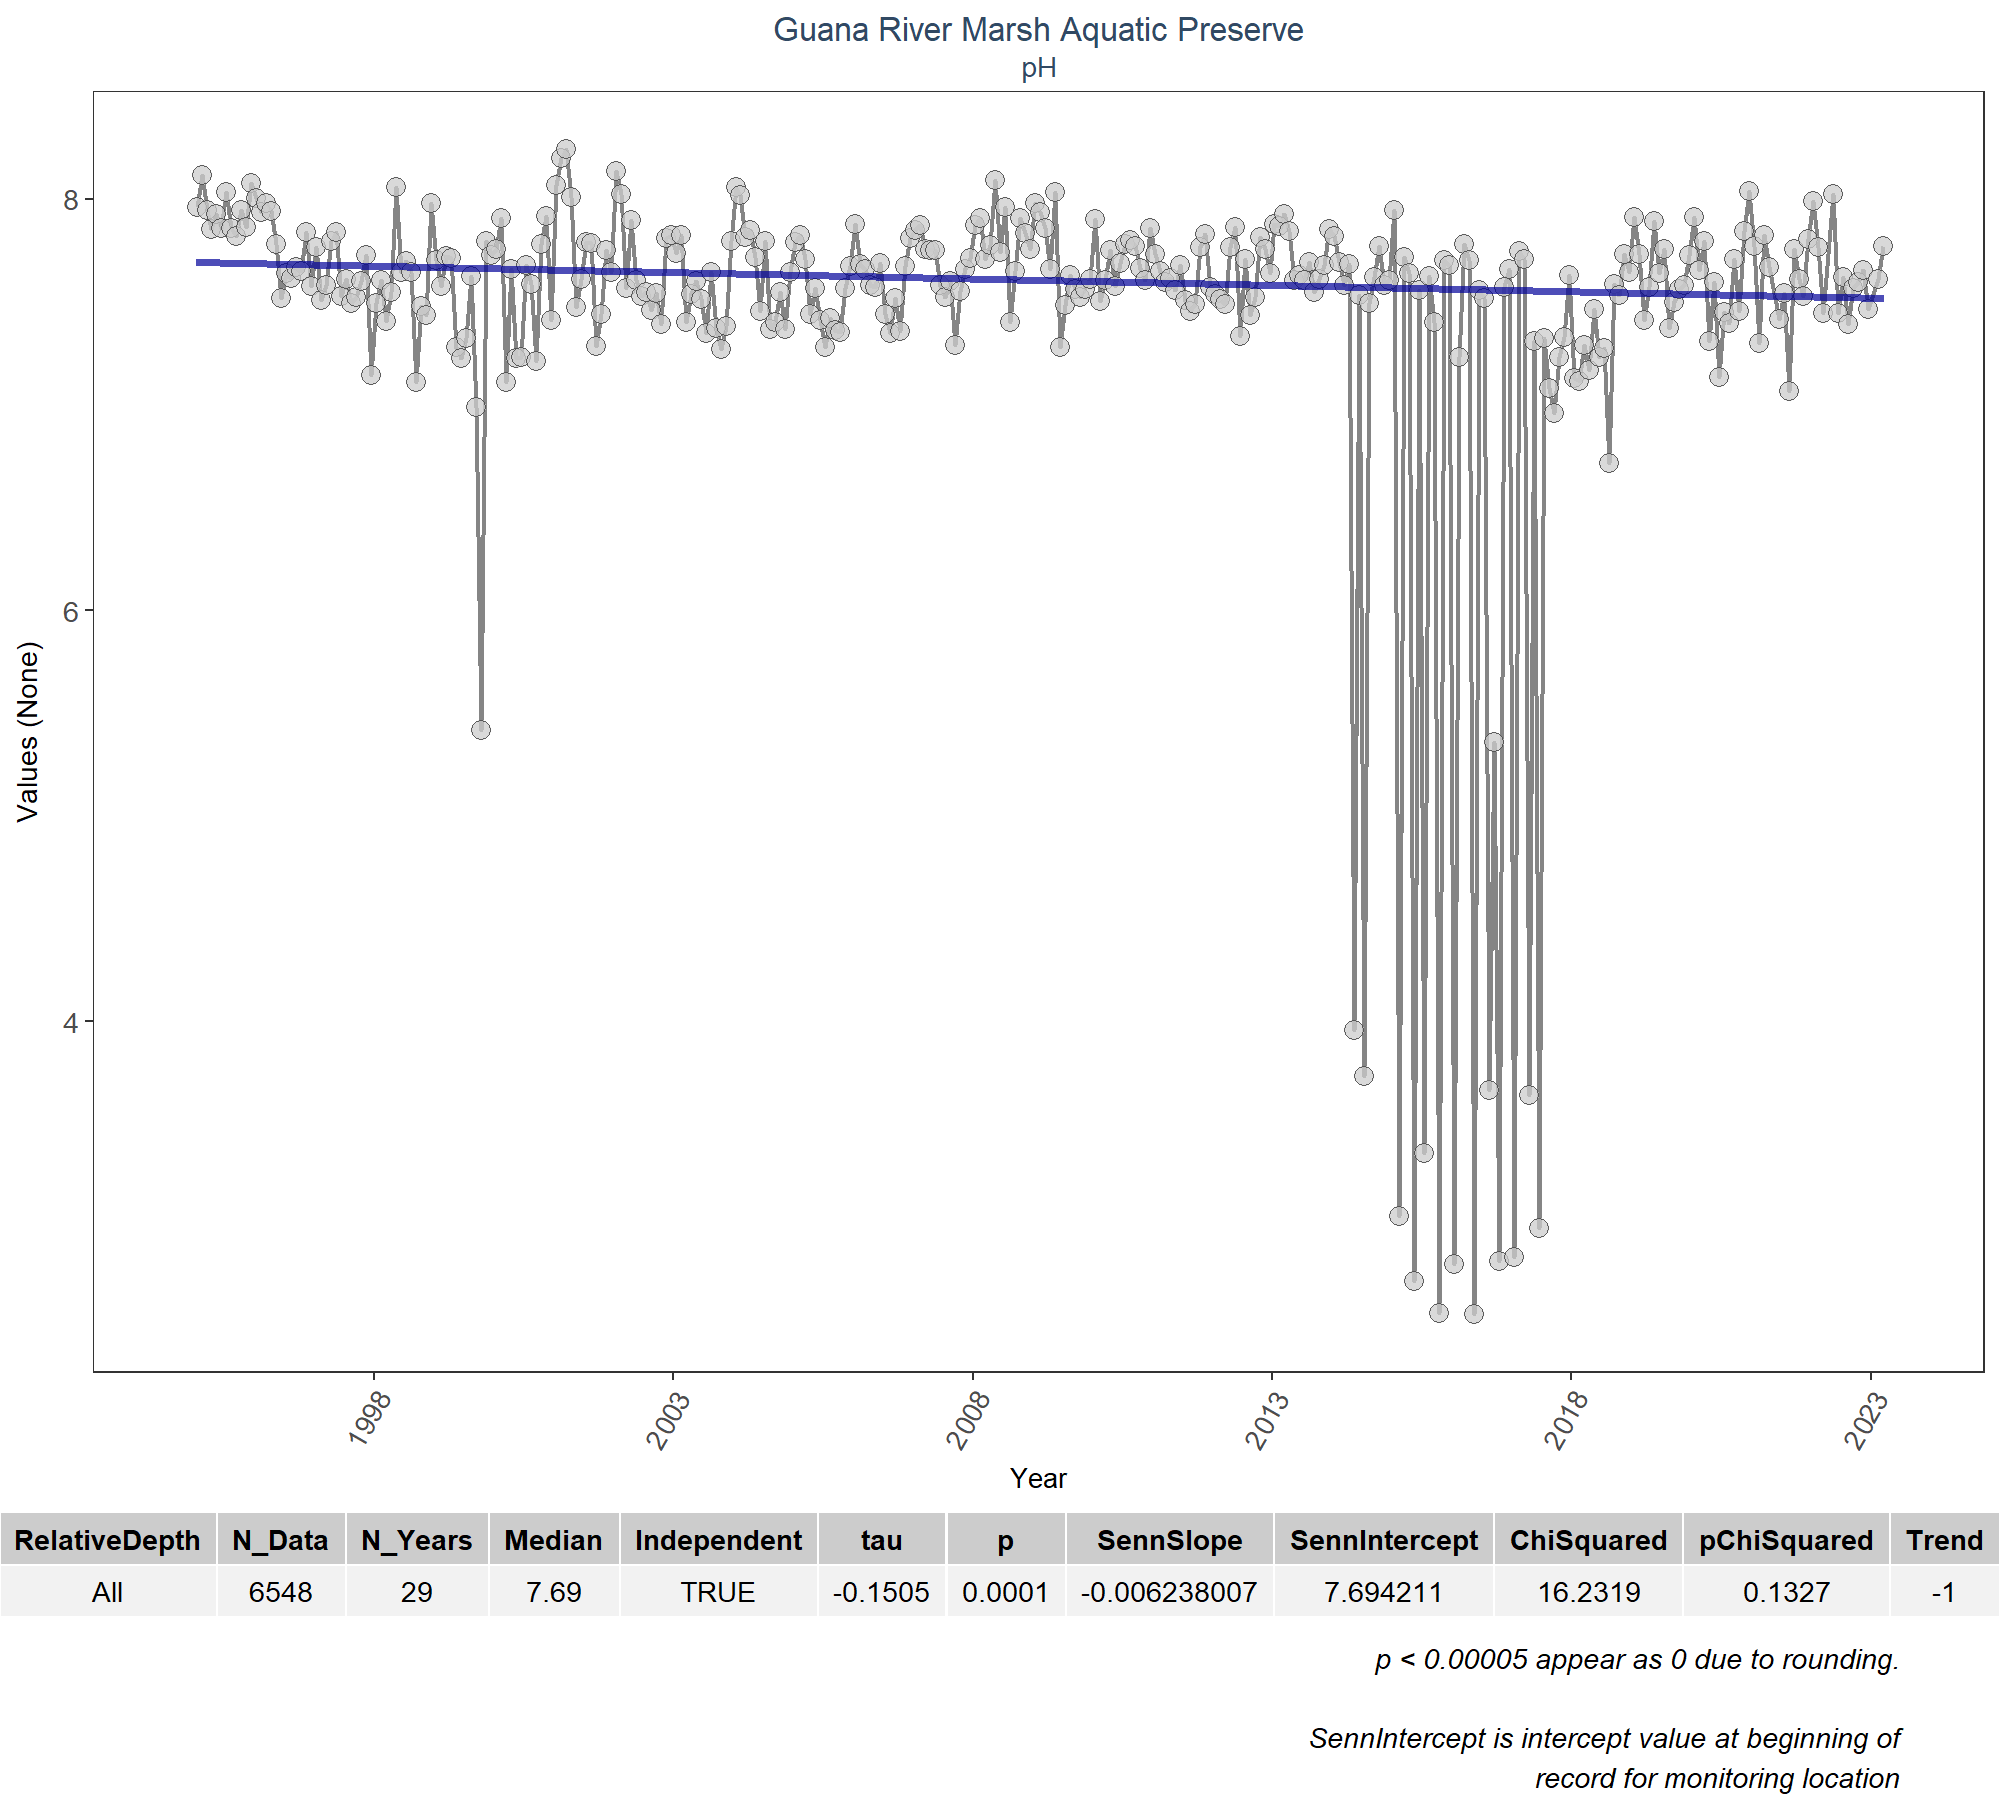 Guana River Marsh Aquatic Preserve
pH
8
6
4
Values (None)
1998
2003
2008
2013
2018
2023
Year
RelativeDepth N_Data N_Years Median Independent tau p SennSlope SennIntercept ChiSquared pChiSquared Trend
All 6548 29 7.69 TRUE -0.1505 0.0001 -0.006238007 7.694211 16.2319 0.1327 -1
p < 0.00005 appear as 0 due to rounding.
SennIntercept is intercept value at beginning of
record for monitoring location